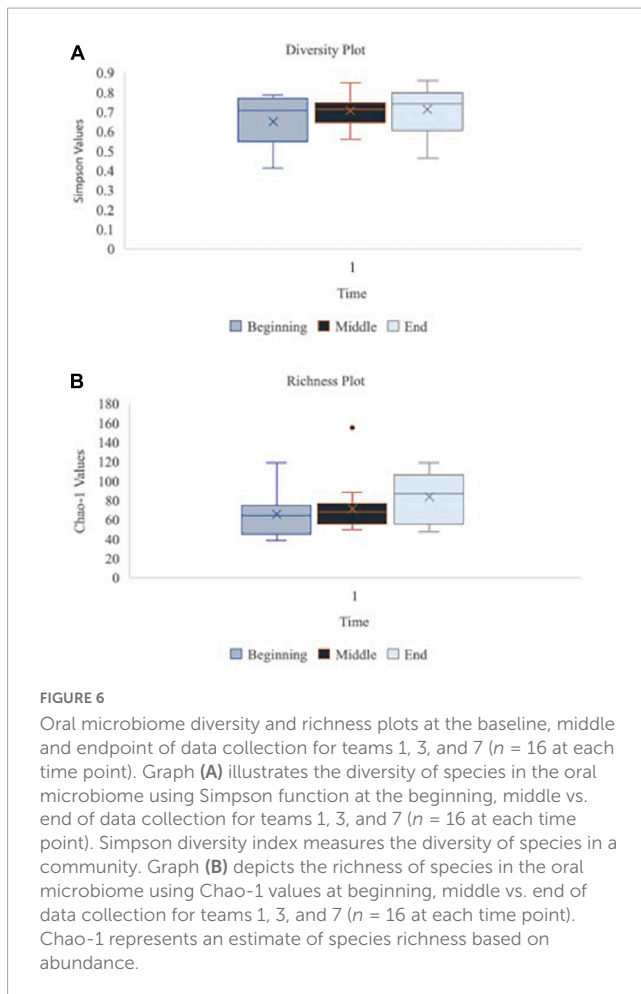 A
Diversity Plot
Simpson Values
0.9
0.8
0.7
0.6
0.5
0.4
0.3
0.2
0.1
0
1
Time
Beginning Middle End
B
Richness Plot
Chao-1 Values
180
160
140
120
100
80
60
40
20
0
1
Time
Beginning Middle End
FIGURE 6
Oral microbiome diversity and richness plots at the baseline, middle
and endpoint of data collection for teams 1, 3, and 7 (n = 16 at each
time point). Graph (A) illustrates the diversity of species in the oral
microbiome using Simpson function at the beginning, middle vs.
end of data collection for teams 1, 3, and 7 (n = 16 at each time
point). Simpson diversity index measures the diversity of species in a
community. Graph (B) depicts the richness of species in the oral
microbiome using Chao-1 values at beginning, middle vs. end of
data collection for teams 1, 3, and 7 (n = 16 at each time point).
Chao-1 represents an estimate of species richness based on
abundance.